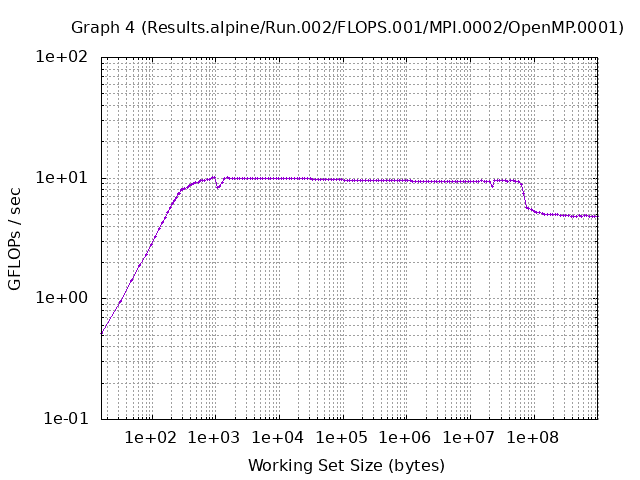 Graph 4 (Results.alpine/Run.002/FLOPS.001/MPI.0002/OpenMP.0001)
1e+02
1e+01
1e+00
1e-01
GFLOPs / sec
1e+02 1e+03 1e+04 1e+05 1e+06 1e+07 1e+08
Working Set Size (bytes)